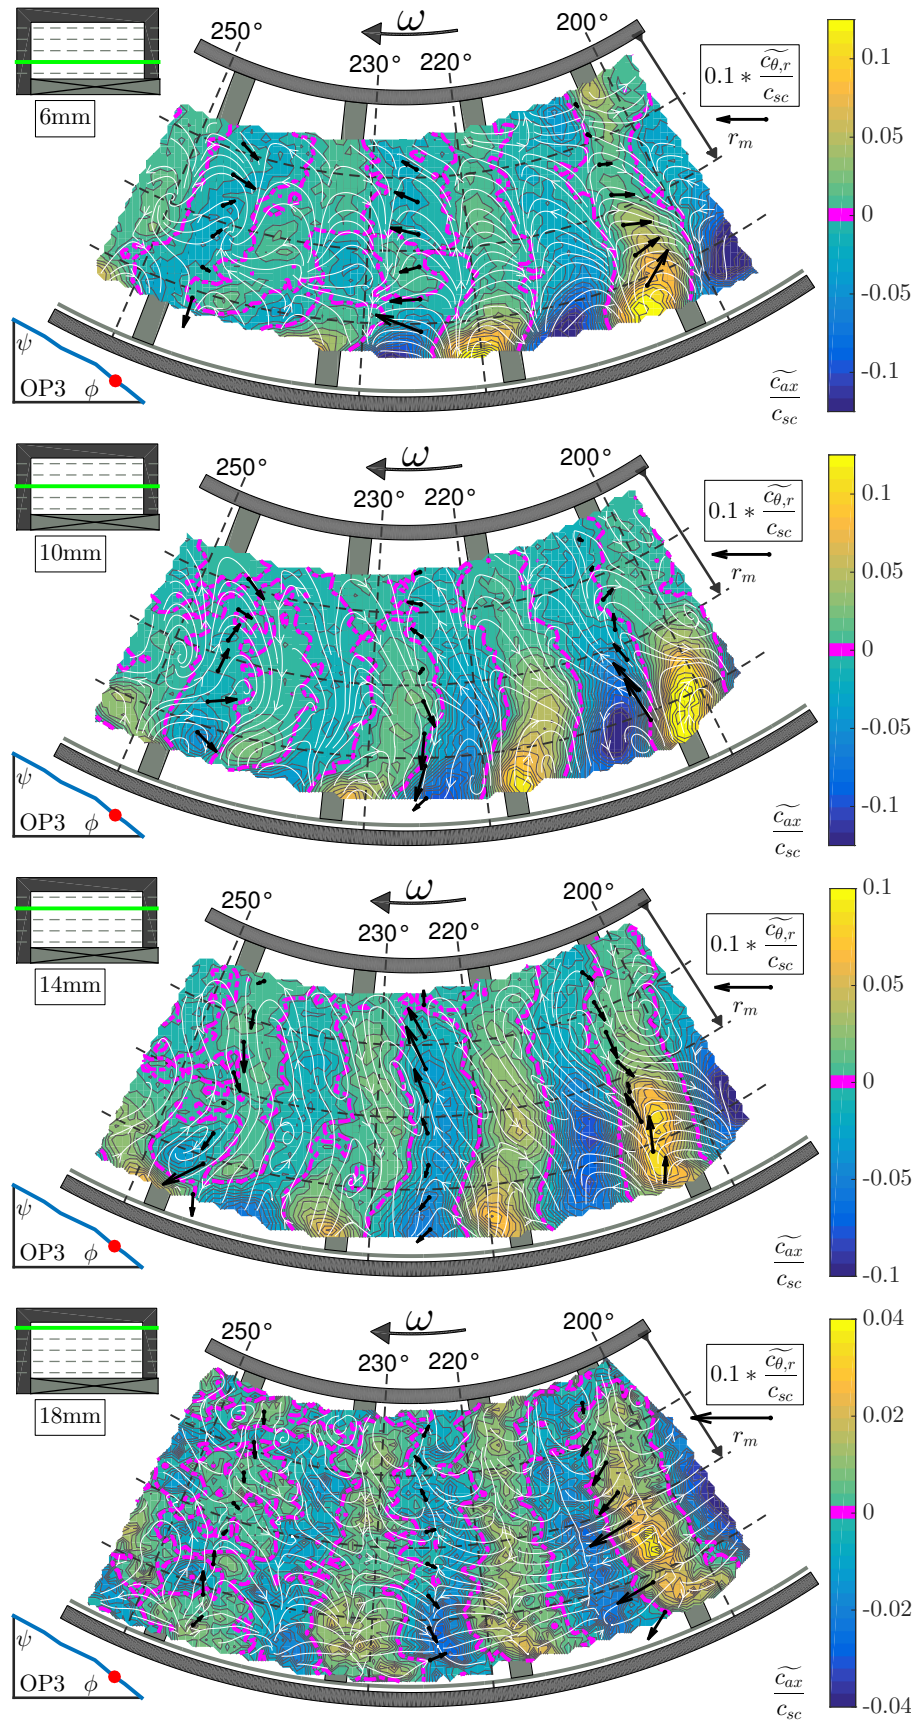 250°
ω
200°
230°
220°
6mm
0.1 * c̃θ,r / csc
rm
0.1
0.05
0
-0.05
-0.1
ψ
OP3 ϕ
c̃ax / csc
250°
ω
200°
230°
220°
10mm
0.1 * c̃θ,r / csc
rm
0.1
0.05
0
-0.05
-0.1
ψ
OP3 ϕ
c̃ax / csc
250°
ω
200°
230°
220°
14mm
0.1 * c̃θ,r / csc
rm
0.1
0.05
0
-0.05
-0.1
ψ
OP3 ϕ
c̃ax / csc
250°
ω
200°
230°
220°
18mm
0.1 * c̃θ,r / csc
rm
0.04
0.02
0
-0.02
-0.04
ψ
OP3 ϕ
c̃ax / csc